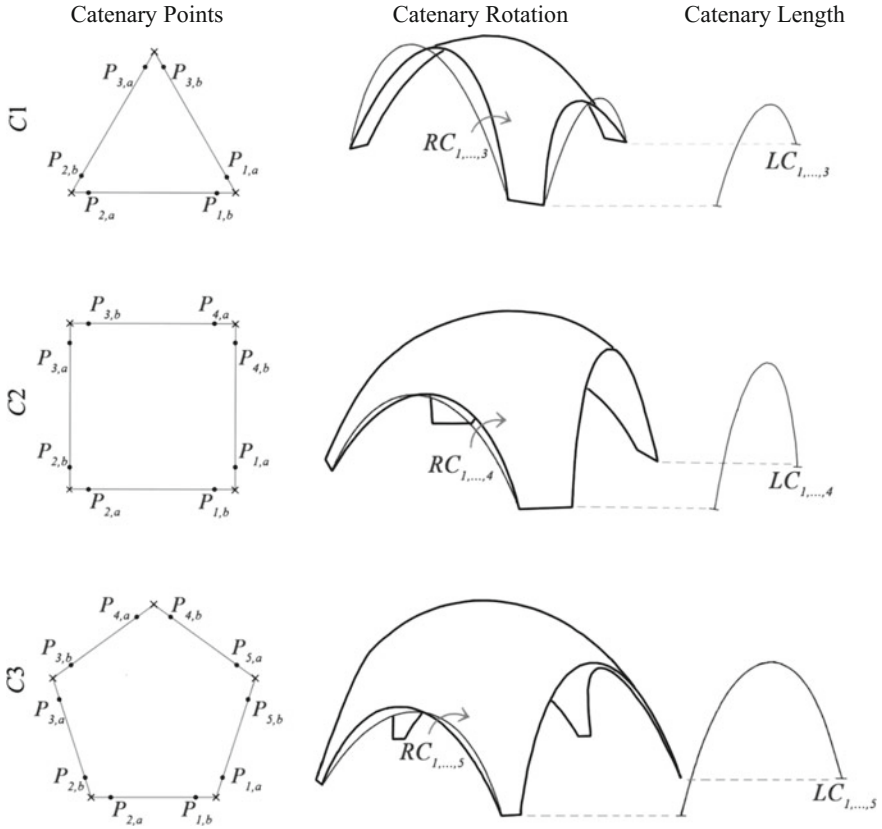 Catenary Points Catenary Rotation Catenary Length
C1
P3,a P3,b
P2,b P1,a
P2,a P1,b
RC1,...,3
LC1,...,3
C2
P3,b P4,a
P3,a P4,b
P2,b P1,a
P2,a P1,b
RC1,...,4
LC1,...,4
C3
P4,a P4,b
P3,b P5,a
P3,a P5,b
P2,b P1,a
P2,a P1,b
RC1,...,5
LC1,...,5